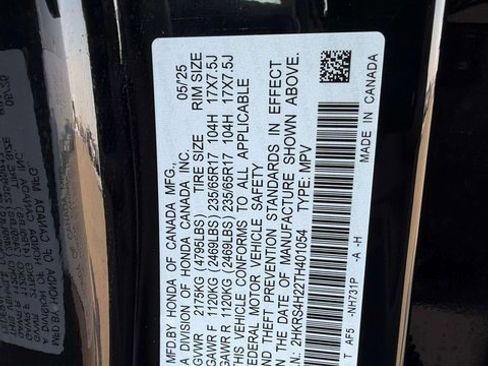 MFD.BY HONDA OF CANADA MFG.,
A DIVISION OF HONDA CANADA INC. 05/25
GVWR 2175KG(4795LBS) TIRE SIZE RIM SIZE
GAWR F 1120KG(2469LBS)235/65R17 104H 17X7.5J
GAWR R 1120KG(2469LBS)235/65R17 104H 17X7.5J
THIS VEHICLE CONFORMS TO ALL APPLICABLE
FEDERAL MOTOR VEHICLE SAFETY
AND THEFT PREVENTION STANDARDS IN EFFECT
ON THE DATE OF MANUFACTURE SHOWN ABOVE.
2HKRS4H22TH401054 TYPE: MPV
T AF5 -NH731P -A -H
MADE IN CANADA